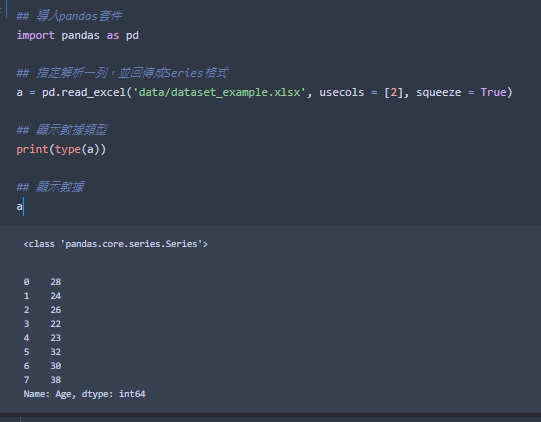 ## 導入pandas套件
import pandas as pd
## 指定解析一列，並回傳成Series格式
a = pd.read_excel('data/dataset_example.xlsx', usecols = [2], squeeze = True)
## 顯示數據類型
print(type(a))
## 顯示數據
a
<class 'pandas.core.series.Series'>
0    28
1    24
2    26
3    22
4    23
5    32
6    30
7    38
Name: Age, dtype: int64